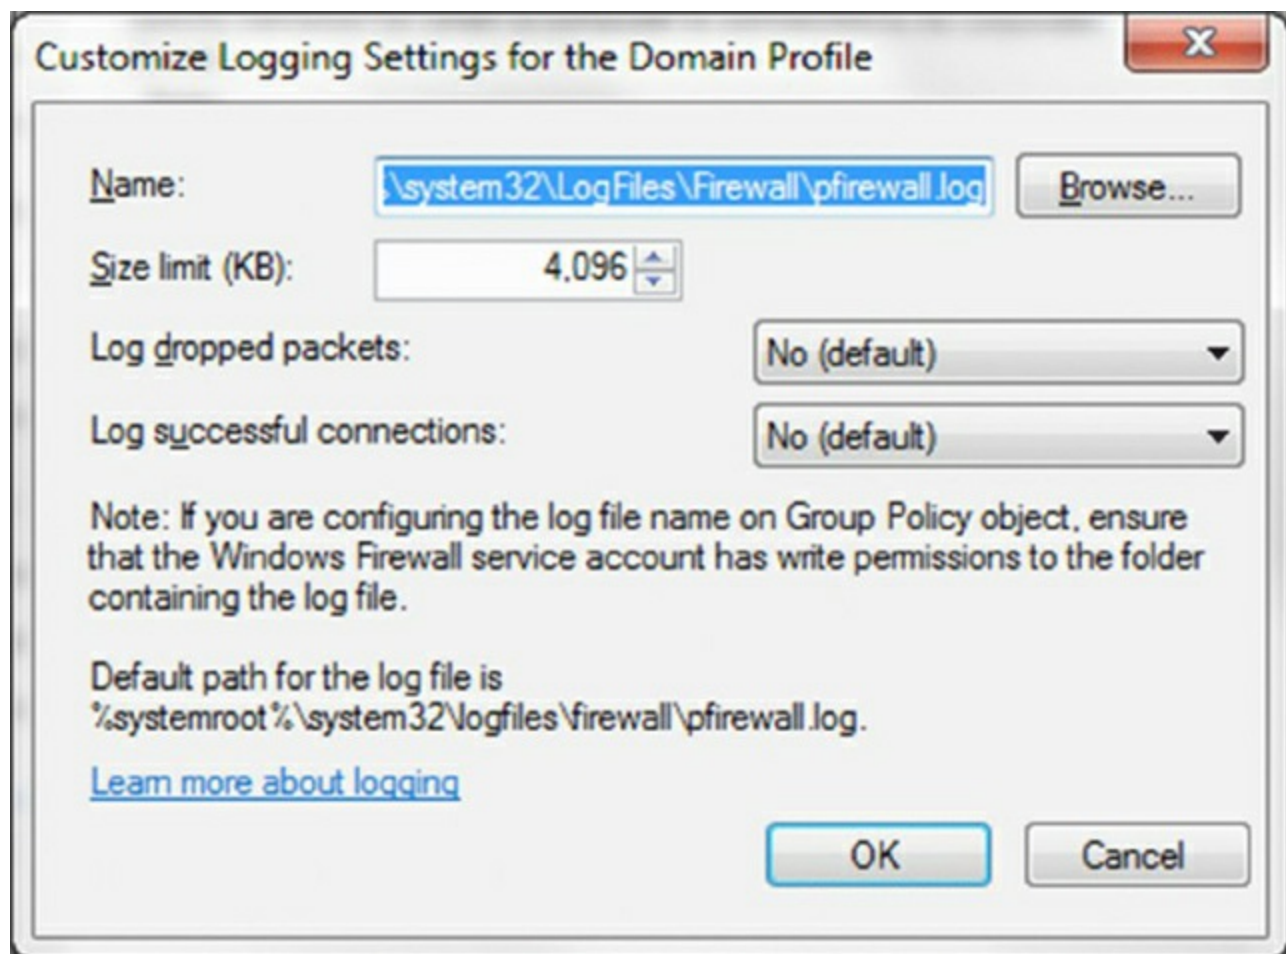 Customize Logging Settings for the Domain Profile
Name: \system32\LogFiles\Firewall\pfirewall.log Browse...
Size limit (KB): 4,096
Log dropped packets: No (default)
Log successful connections: No (default)
Note: If you are configuring the log file name on Group Policy object, ensure
that the Windows Firewall service account has write permissions to the folder
containing the log file.
Default path for the log file is
%systemroot%\system32\logfiles\firewall\pfirewall.log.
Learn more about logging
OK Cancel